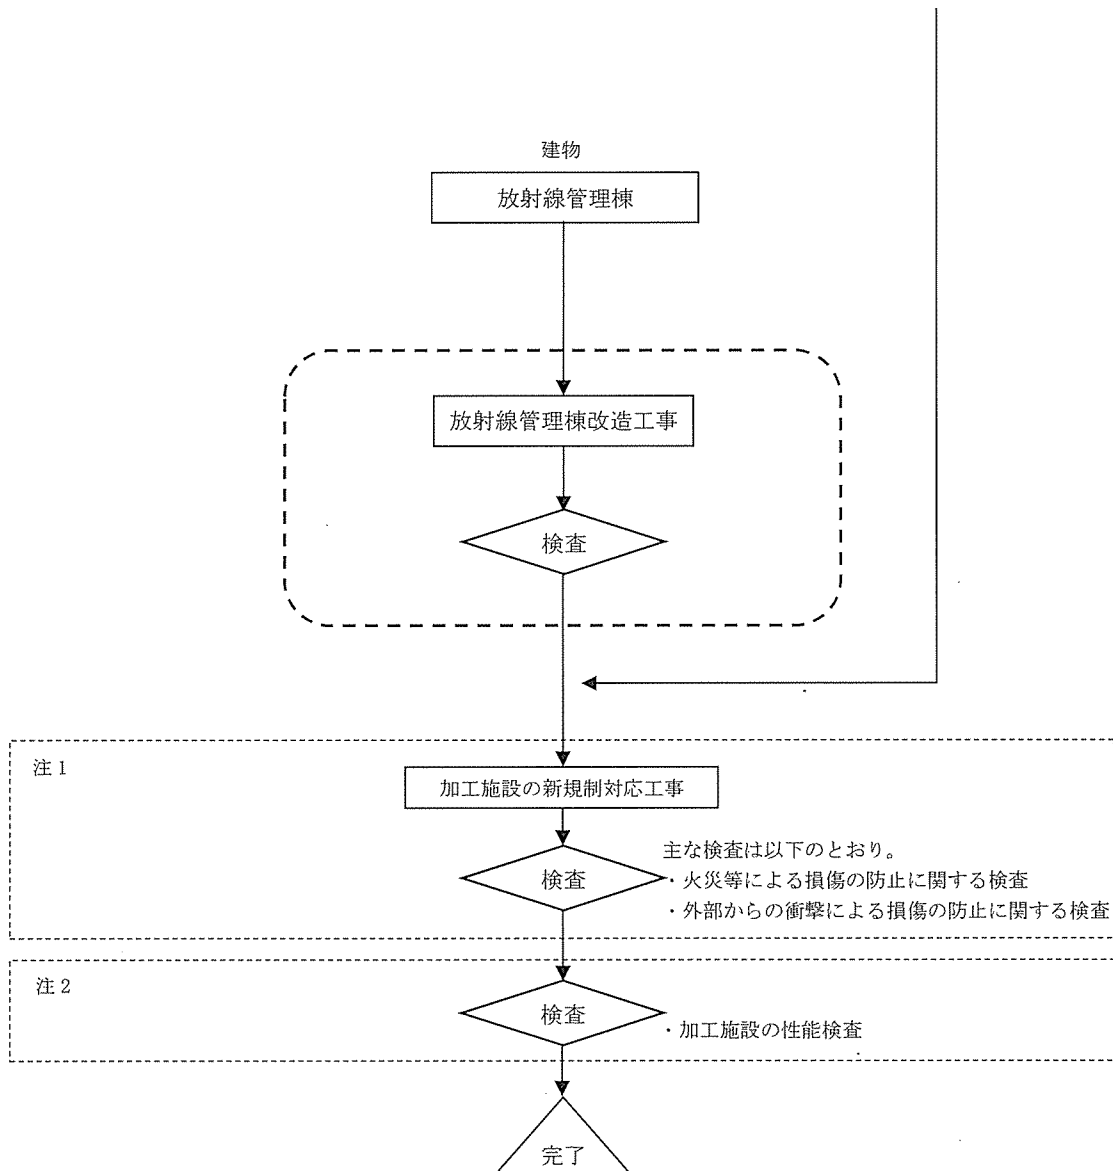 建物
放射線管理棟
放射線管理棟改造工事
検査
注1
加工施設の新規制対応工事
検査
主な検査は以下のとおり。
・火災等による損傷の防止に関する検査
・外部からの衝撃による損傷の防止に関する検査
注2
検査
・加工施設の性能検査
完了